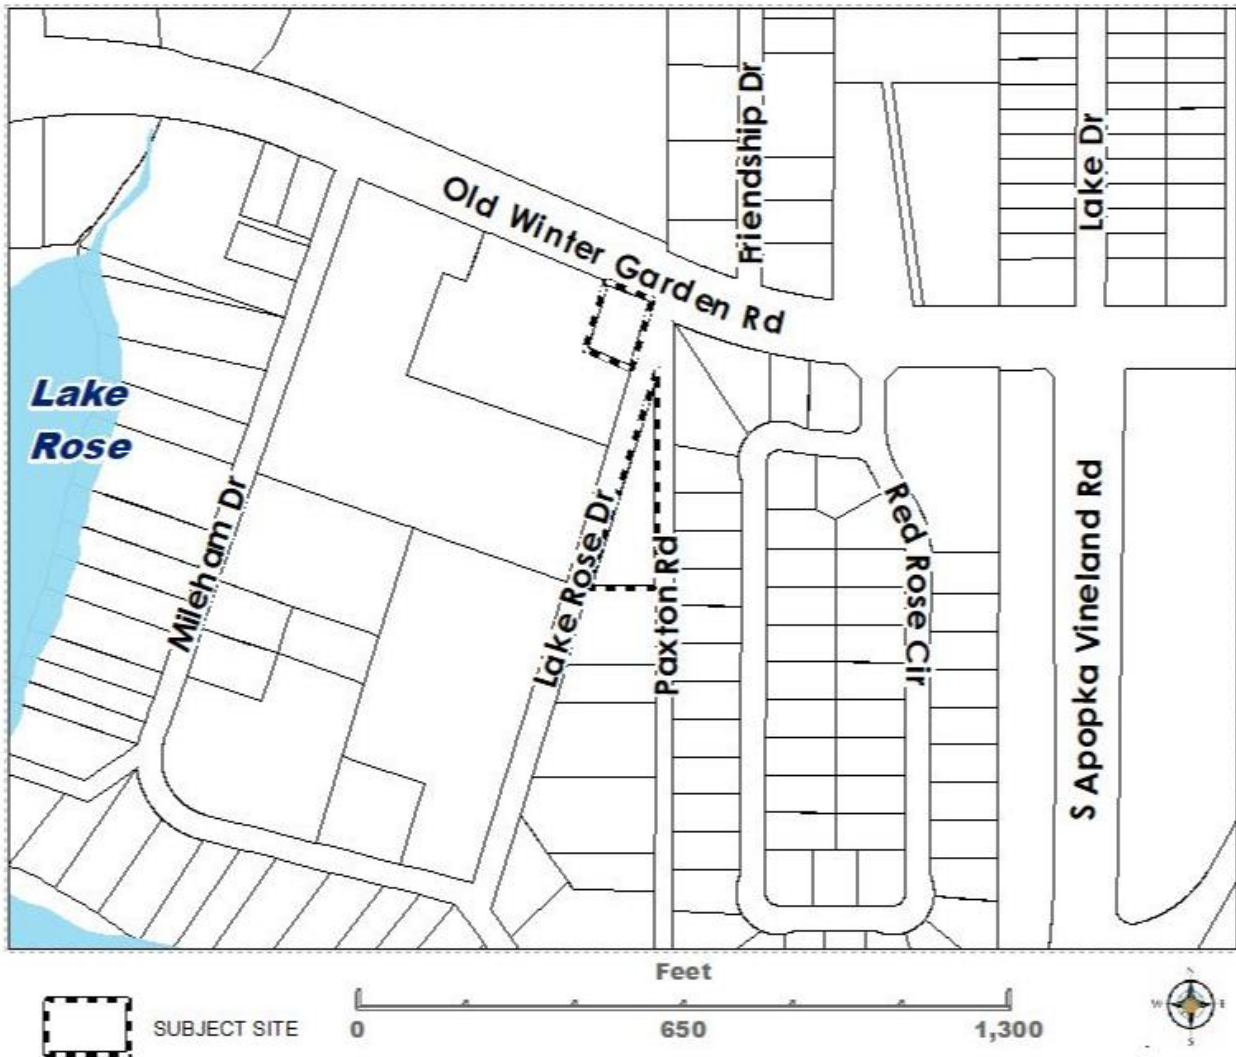 Friendship Dr
Lake Dr
Old Winter Garden Rd
Lake
Rose
Mileham Dr
Lake Rose Dr
Paxton Rd
Red Rose Cir
S Apopka Vineland Rd
Feet
SUBJECT SITE
0
650
1,300
N
W
E
S